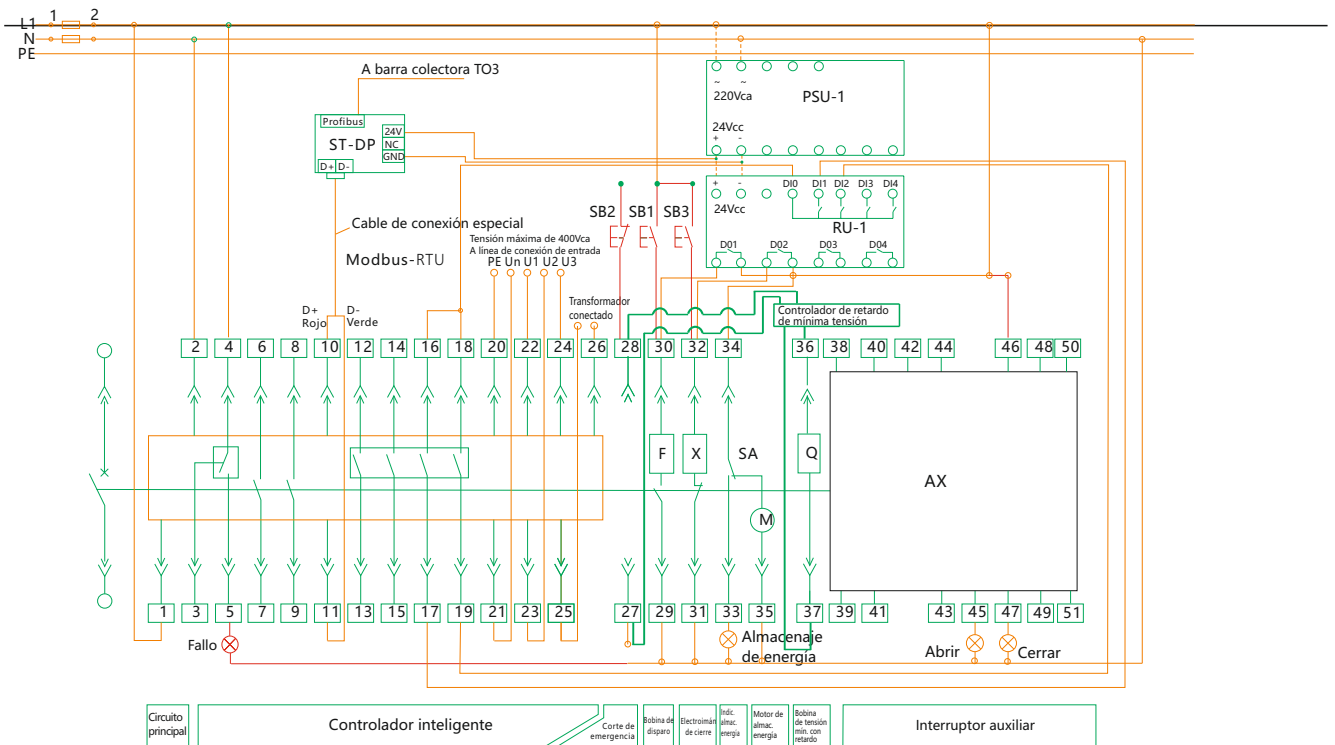 1 2
L1
N
PE
A barra colectora TO3
Profibus
ST-DP
24V
NC
GND
D+ D-
~ ~
220Vca
PSU-1
24Vcc
+ -
+ -
24Vcc
DI0 DI1 DI2 DI3 DI4
RU-1
D01 D02 D03 D04
SB2 SB1 SB3
Cable de conexión especial
Modbus-RTU
Tensión máxima de 400Vca
A línea de conexión de entrada
PE Un U1 U2 U3
Transformador
conectado
Controlador de retardo
de mínima tensión
D+
Rojo
D-
Verde
2 4 6 8 10 12 14 16 18 20 22 24 26 28 30 32 34 36 38 40 42 44 46 48 50
F X SA Q
AX
M
1 3 5 7 9 11 13 15 17 19 21 23 25 27 29 31 33 35 37 39 41 43 45 47 49 51
Fallo
Almacenaje
de energía
Abrir
Cerrar
Circuito
principal
Controlador inteligente
Corte de
emergencia
Bobina de
disparo
Electroimán
de cierre
Indic.
almac.
energía
Motor de
almac.
energía
Bobina
de tensión
mín. con
retardo
Interruptor auxiliar